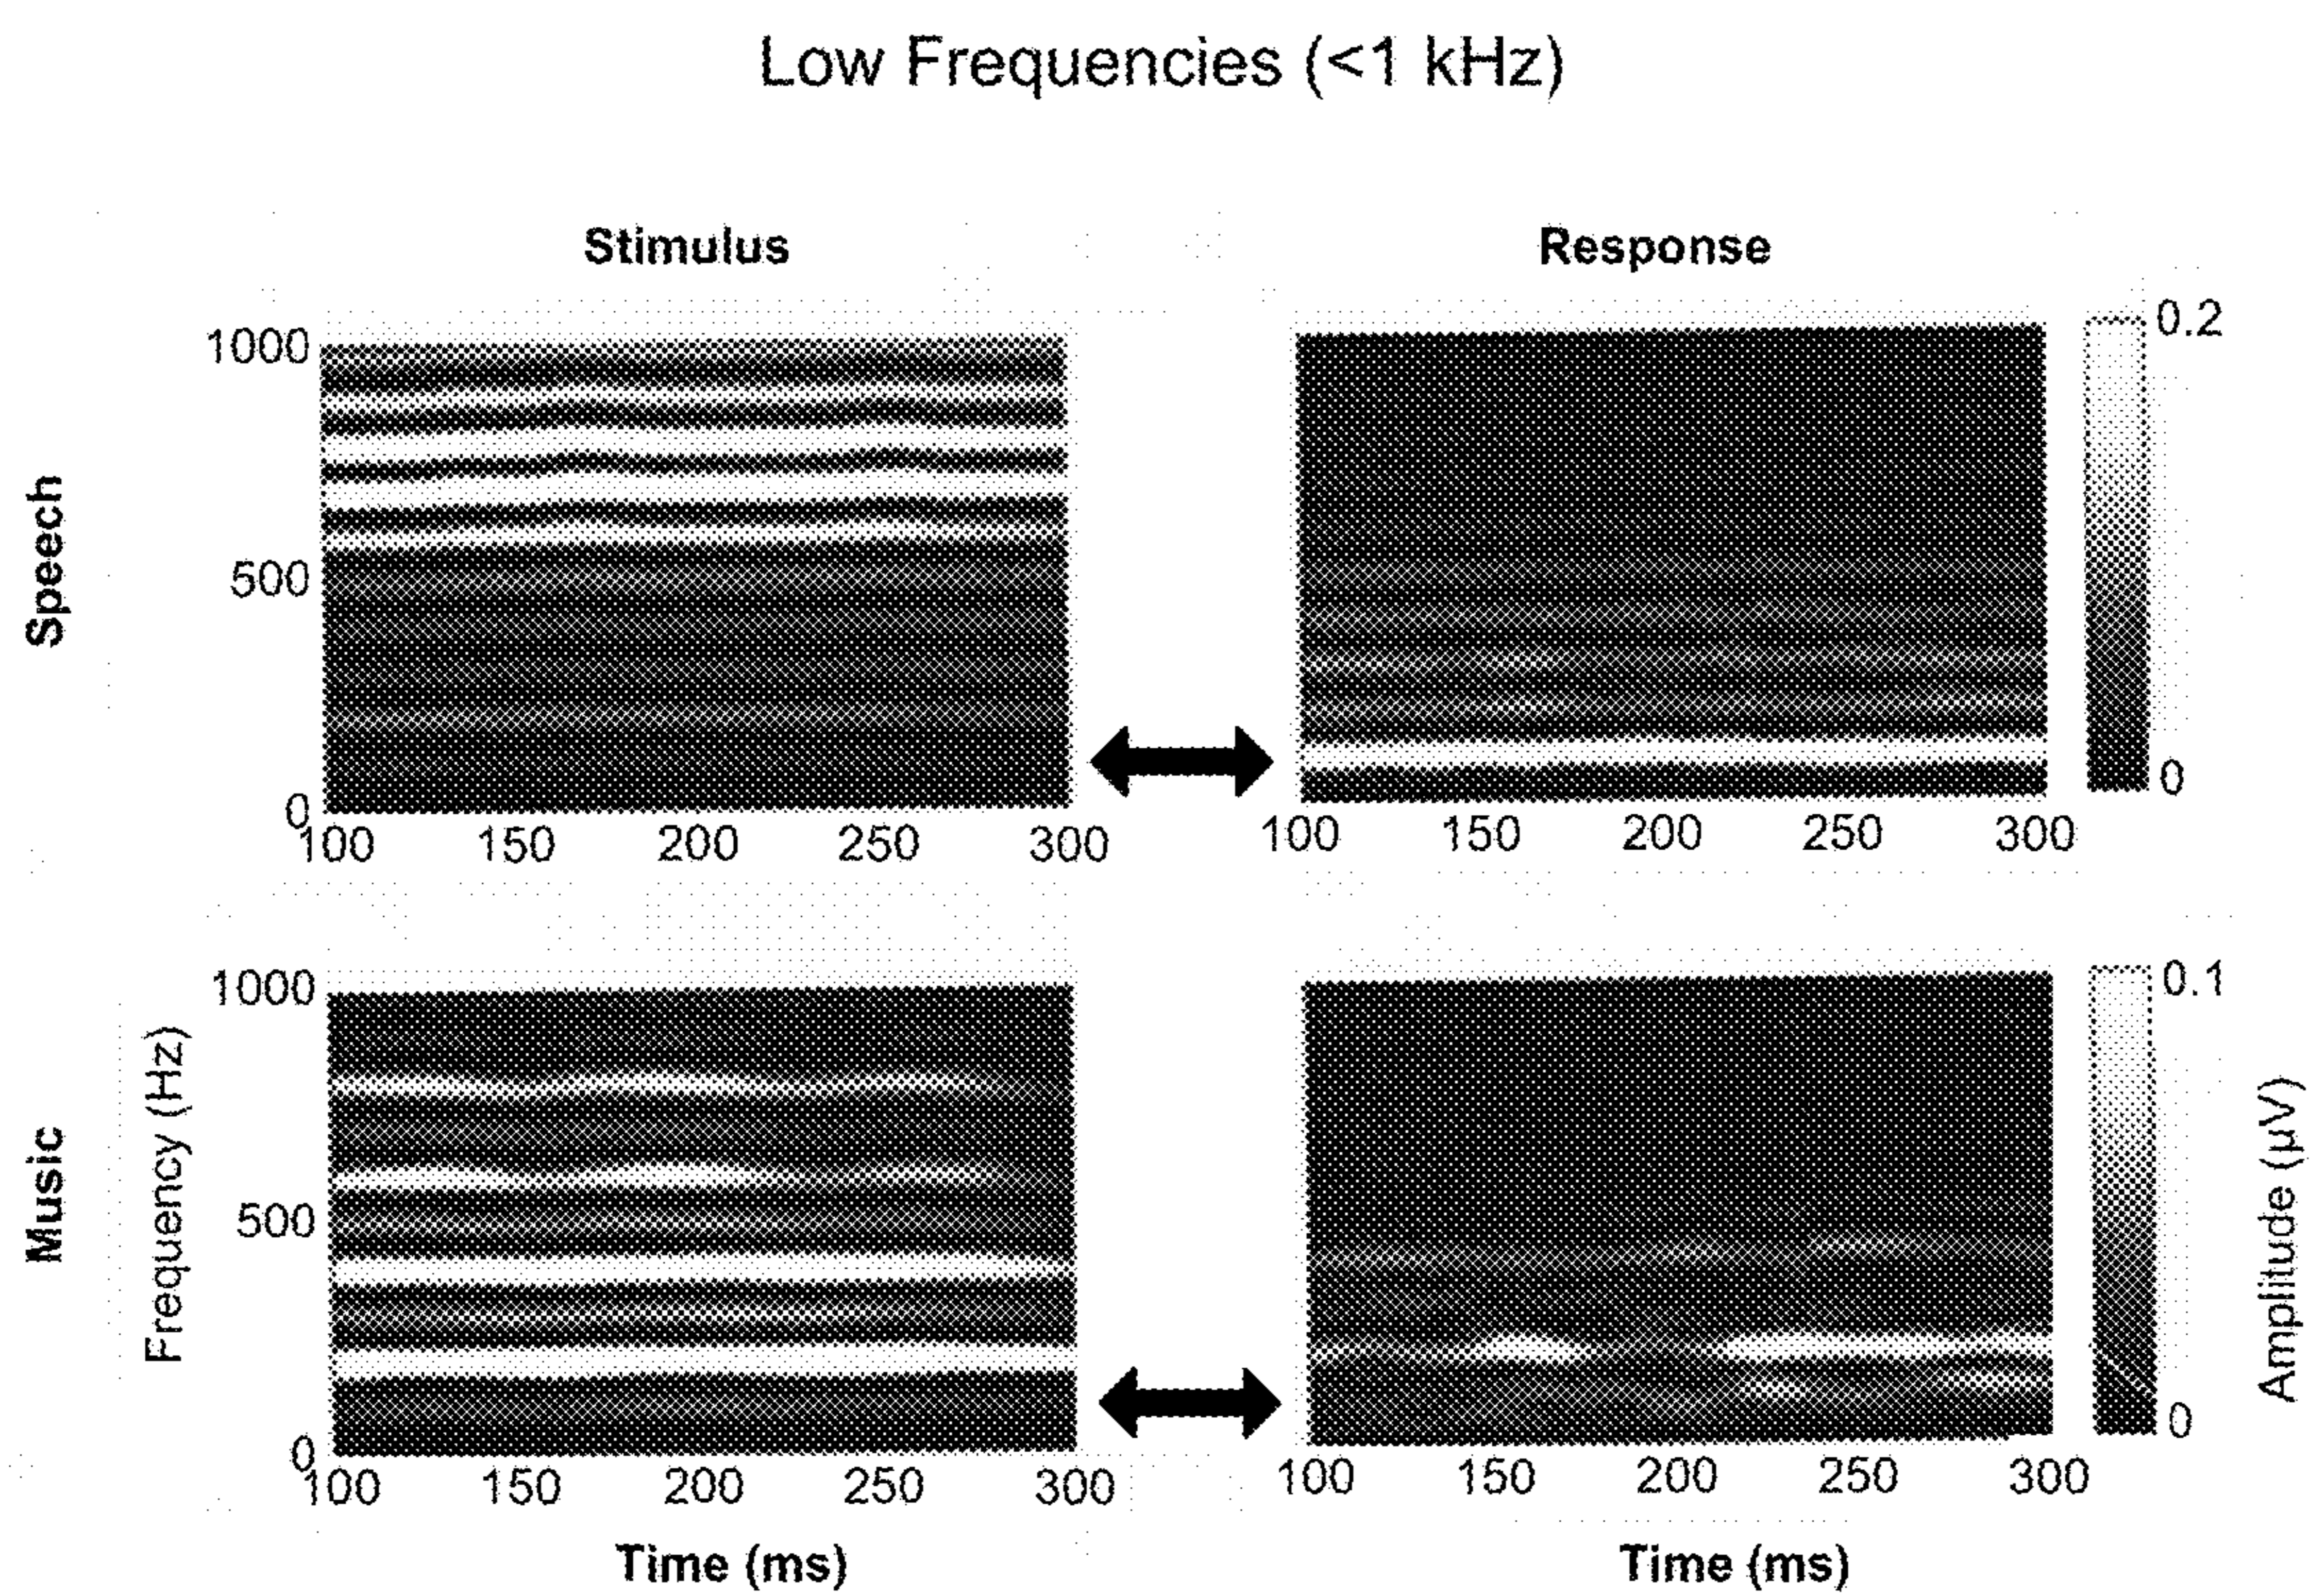 Low Frequencies (<1 kHz)
Stimulus
Response
Speech
1000
500
0
100 150 200 250 300
100 150 200 250 300
0.2
0
Music
Frequency (Hz)
1000
500
0
100 150 200 250 300
Time (ms)
100 150 200 250 300
Time (ms)
0.1
0
Amplitude (µV)